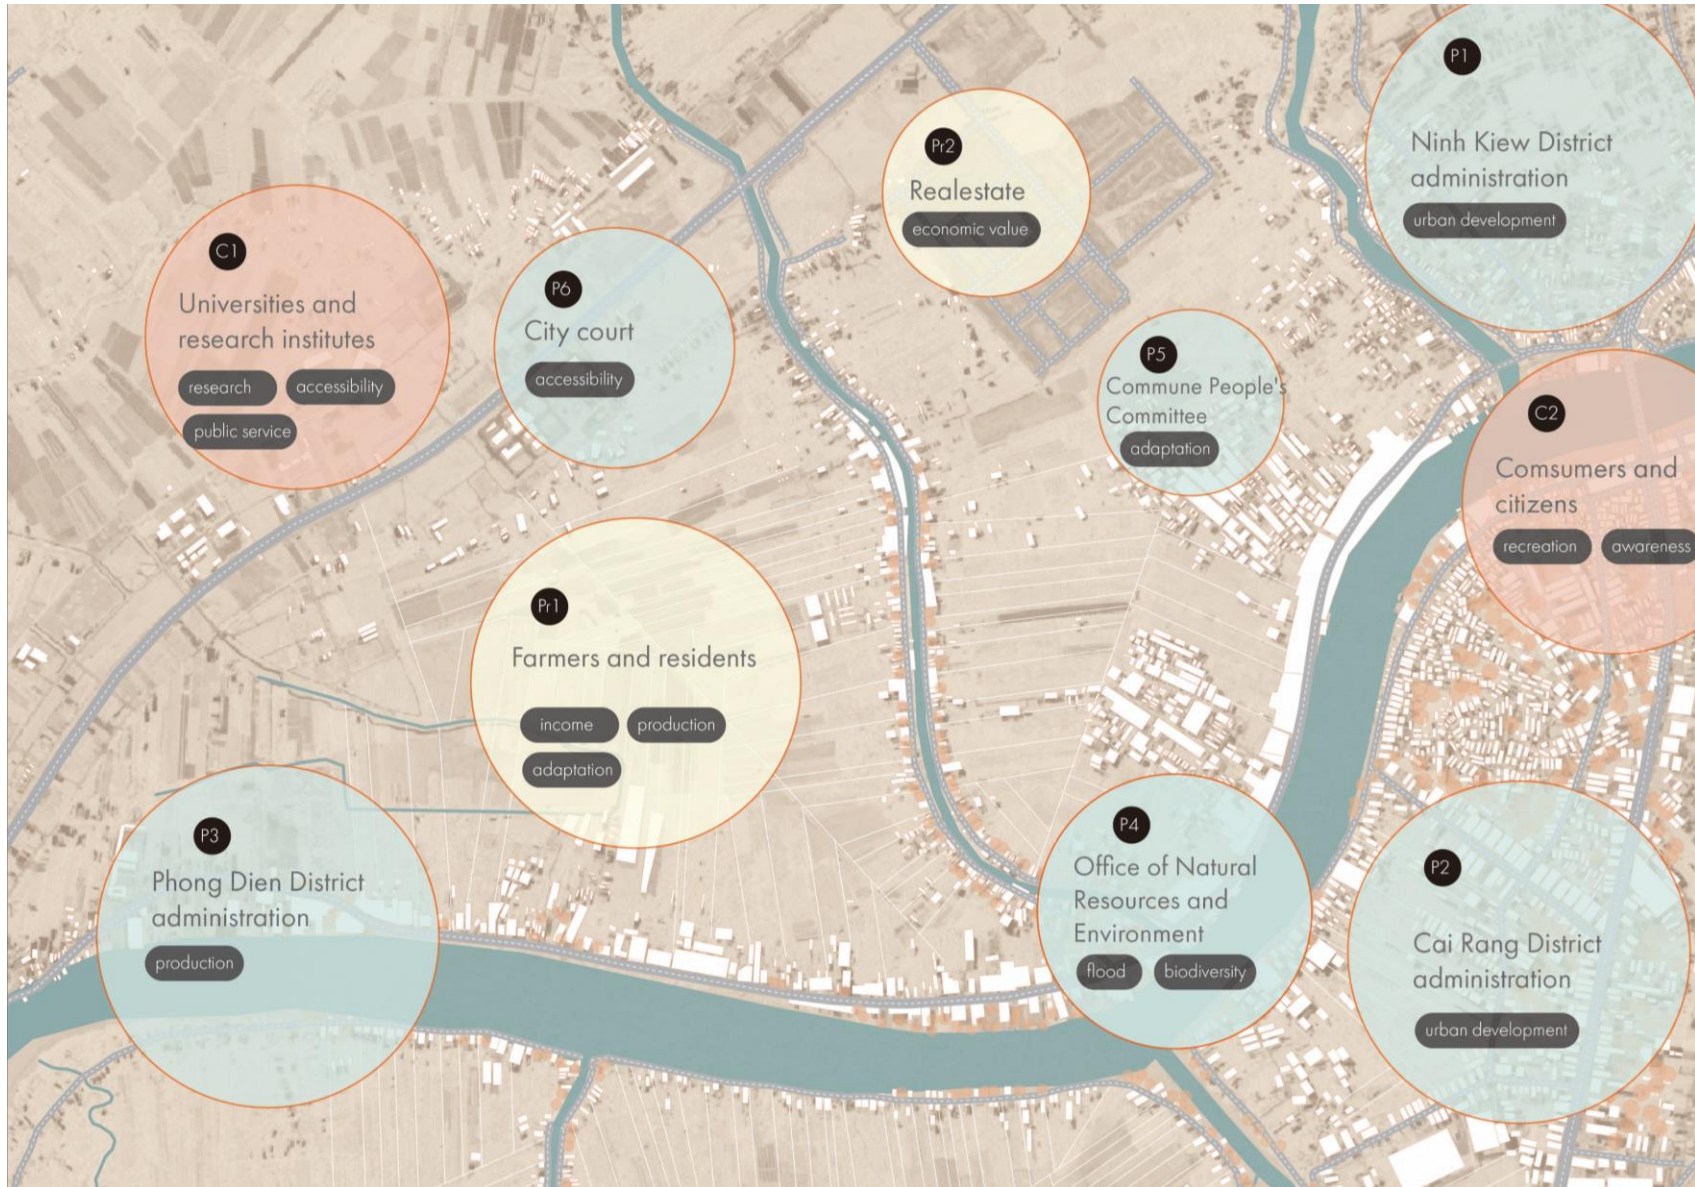 P1
Ninh Kiew District
administration
urban development
Pr2
Realestate
economic value
C1
Universities and
research institutes
research accessibility
public service
P6
City court
accessibility
P5
Commune People's
Committee
adaptation
C2
Comsumers and
citizens
recreation awareness
Pr1
Farmers and residents
income production
adaptation
P3
Phong Dien District
administration
production
P4
Office of Natural
Resources and
Environment
flood biodiversity
P2
Cai Rang District
administration
urban development